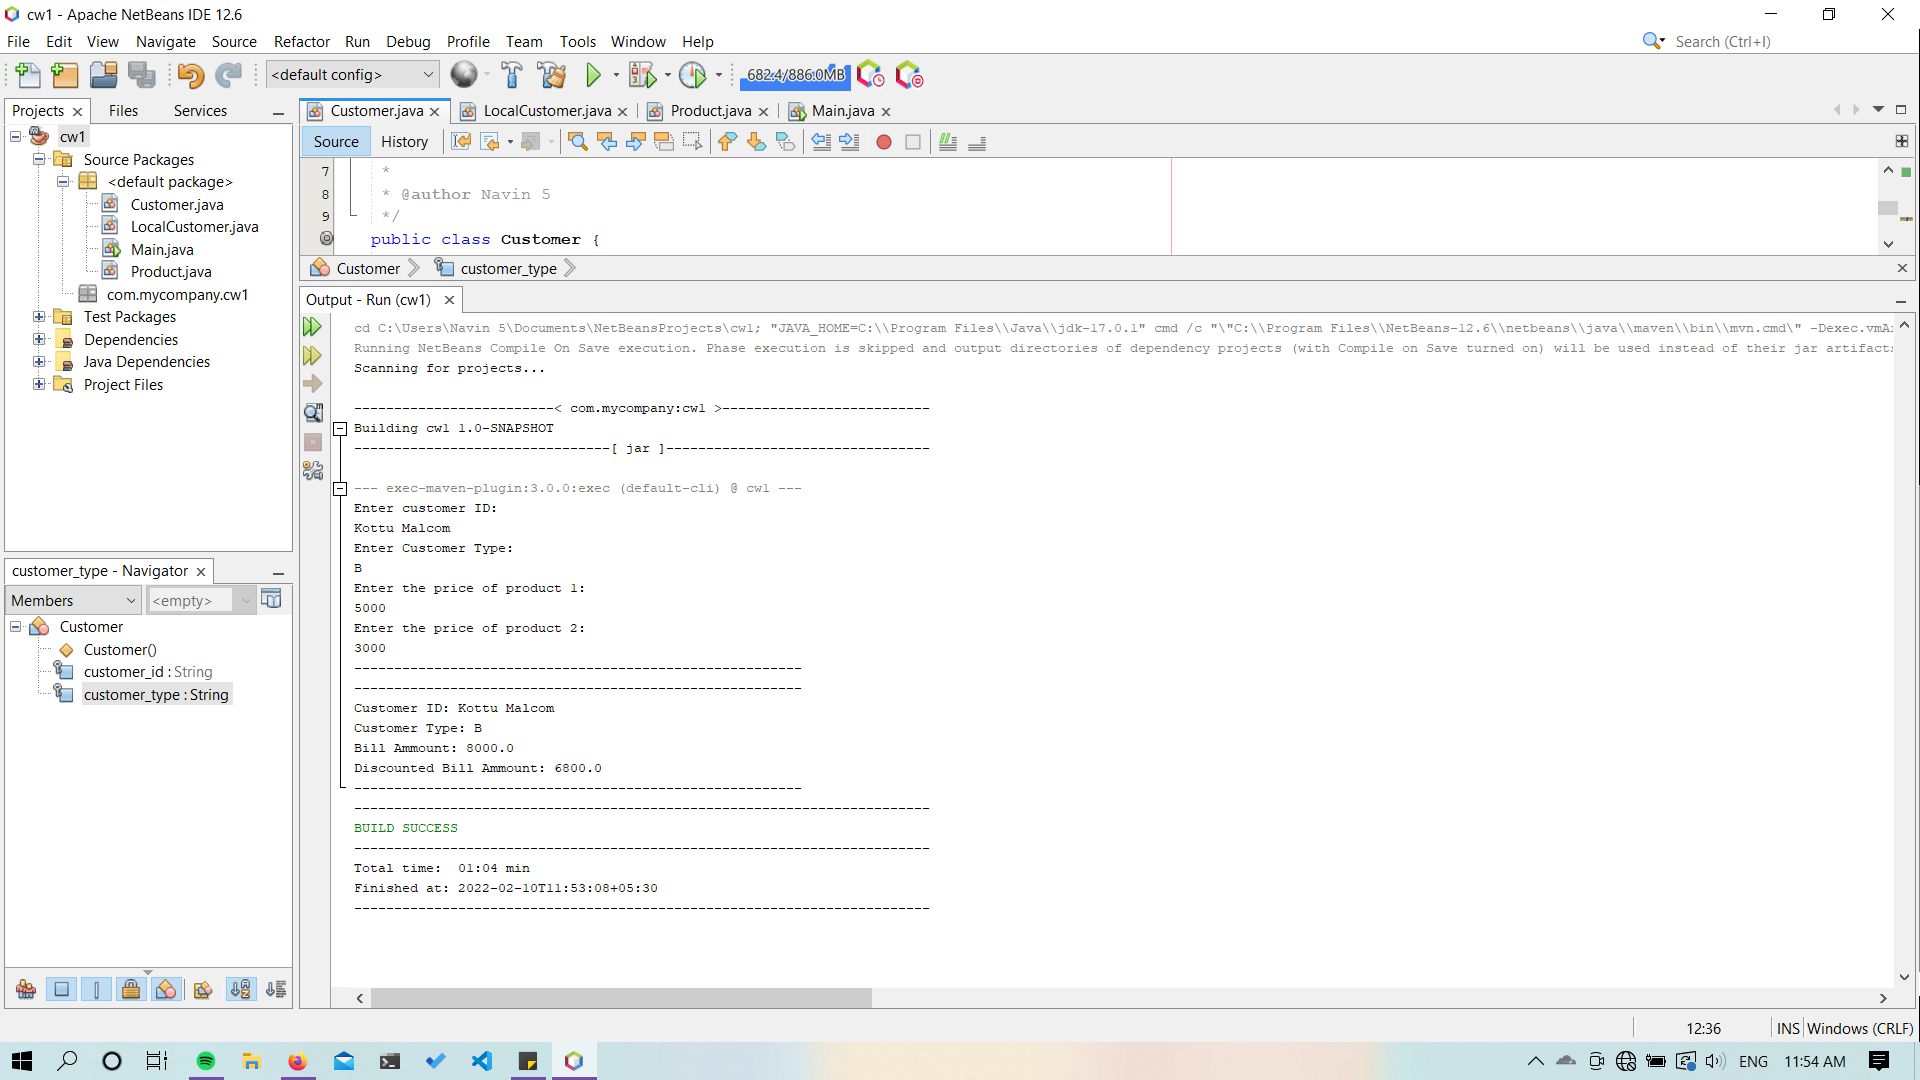 cw1 - Apache NetBeans IDE 12.6
File Edit View Navigate Source Refactor Run Debug Profile Team Tools Window Help
Search (Ctrl+I)
<default config>
682.4/886.0MB
Projects Files Services
Customer.java LocalCustomer.java Product.java Main.java
Source History
cw1
Source Packages
<default package>
Customer.java
LocalCustomer.java
Main.java
Product.java
com.mycompany.cw1
Test Packages
Dependencies
Java Dependencies
Project Files
7 *
8 * @author Navin 5
9 */
public class Customer {
Customer customer_type
Output - Run (cw1)
cd C:\Users\Navin 5\Documents\NetBeansProjects\cw1; "JAVA_HOME=C:\\Program Files\\Java\\jdk-17.0.1" cmd /c "\"C:\\Program Files\\NetBeans-12.6\\netbeans\\java\\maven\\bin\\mvn.cmd\" -Dexec.vmA
Running NetBeans Compile On Save execution. Phase execution is skipped and output directories of dependency projects (with Compile on Save turned on) will be used instead of their jar artifacts
Scanning for projects...
-------------------------< com.mycompany:cw1 >--------------------------
Building cw1 1.0-SNAPSHOT
--------------------------------[ jar ]---------------------------------
--- exec-maven-plugin:3.0.0:exec (default-cli) @ cw1 ---
Enter customer ID:
Kottu Malcom
Enter Customer Type:
B
Enter the price of product 1:
5000
Enter the price of product 2:
3000
--------------------------------------------------------
--------------------------------------------------------
Customer ID: Kottu Malcom
Customer Type: B
Bill Ammount: 8000.0
Discounted Bill Ammount: 6800.0
--------------------------------------------------------
------------------------------------------------------------------------
BUILD SUCCESS
------------------------------------------------------------------------
Total time:  01:04 min
Finished at: 2022-02-10T11:53:08+05:30
------------------------------------------------------------------------
customer_type - Navigator
Members <empty>
Customer
Customer()
customer_id : String
customer_type : String
12:36 INS Windows (CRLF)
ENG 11:54 AM